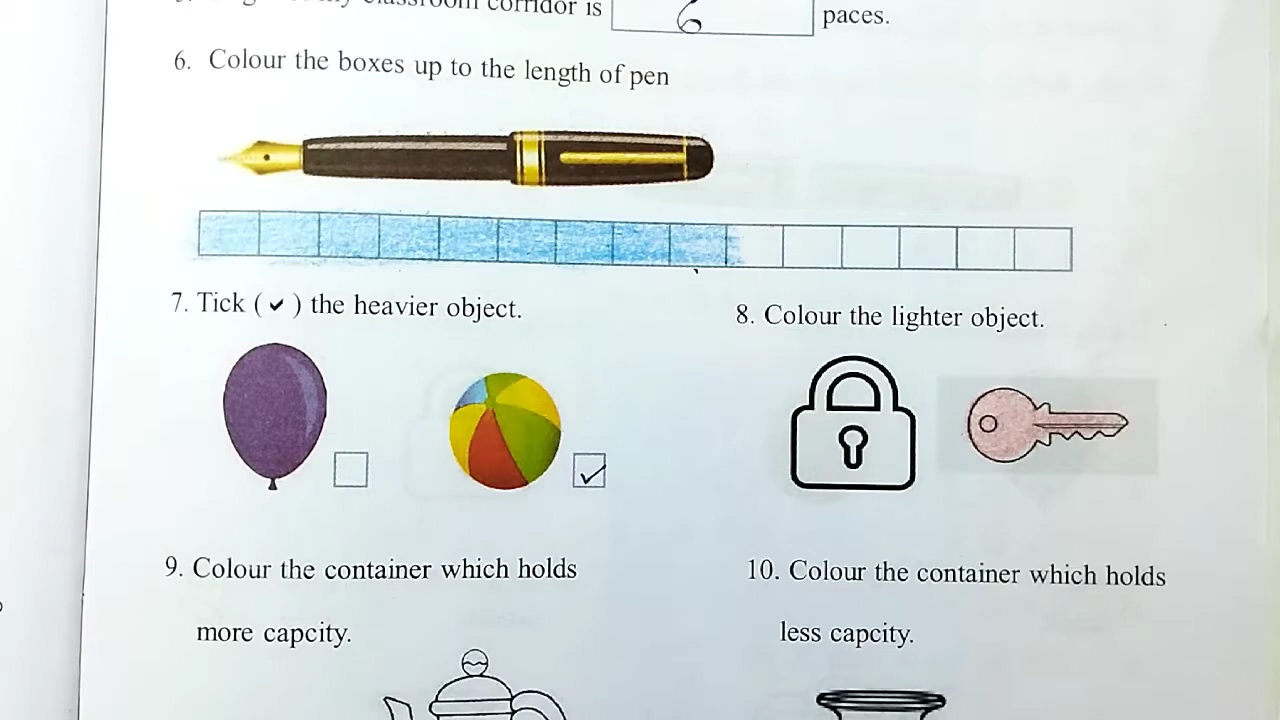 corridor is 6 paces.
6. Colour the boxes up to the length of pen
7. Tick ( ✔ ) the heavier object.
8. Colour the lighter object.
9. Colour the container which holds
more capcity.
10. Colour the container which holds
less capcity.